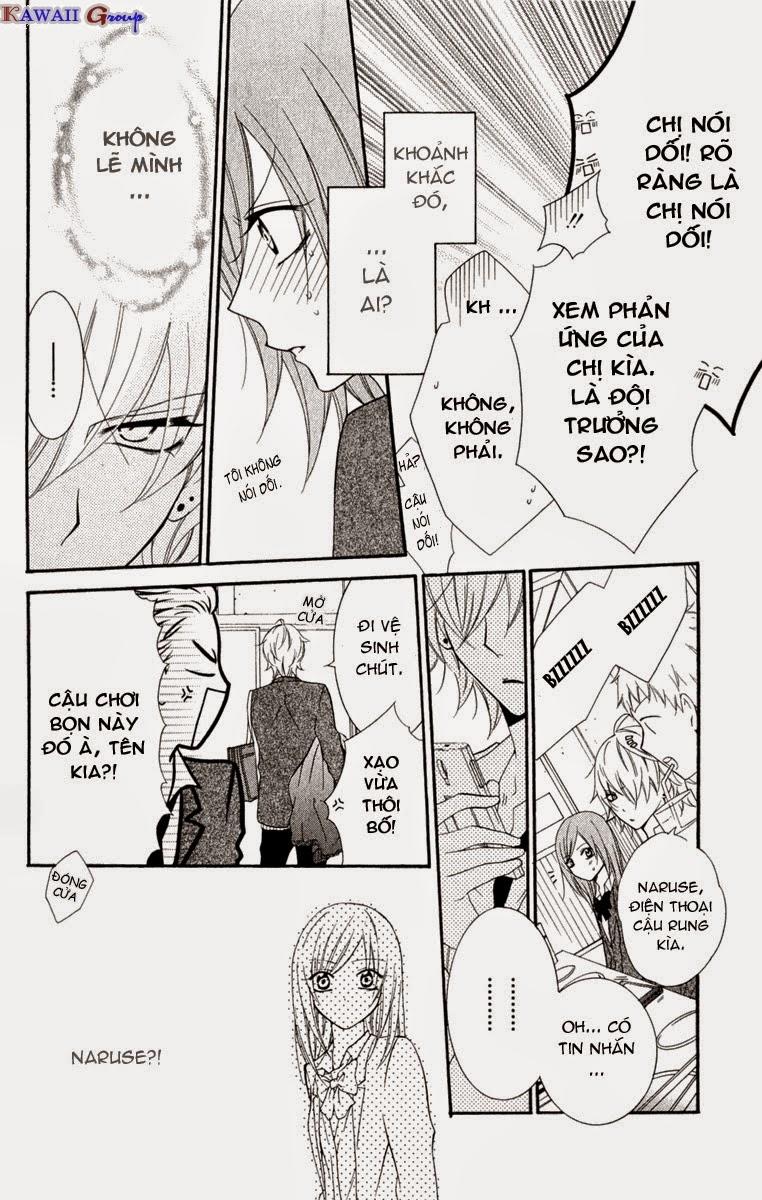 KAWAII Group
CHỊ NÓI
DỐI! RÕ
RÀNG LÀ
CHỊ NÓI
DỐI!
!!
XEM PHẢN
ỨNG CỦA
CHỊ KÌA.
LÀ ĐỘI
TRƯỞNG
SAO?!
KH ...
KHÔNG,
KHÔNG
PHẢI.
KHOẢNH
KHẮC
ĐÓ,
...
LÀ
AI?
HẢ?
CẬU
NÓI
DỐI!
TÔI KHÔNG
NÓI DỐI.
KHÔNG
LẼ MÌNH
...
......
BZZZZZZ
BZZZZZZ
NARUSE,
ĐIỆN THOẠI
CẬU RUNG
KÌA.
OH... CÓ
TIN NHẮN
...
......
ĐI VỆ
SINH
CHÚT.
MỞ
CỬA
XẠO
VỪA
THÔI
BỐ!
CẬU CHƠI
BỌN NÀY
ĐÓ À, TÊN
KIA?!
ĐÓNG
CỬA
NARUSE?!